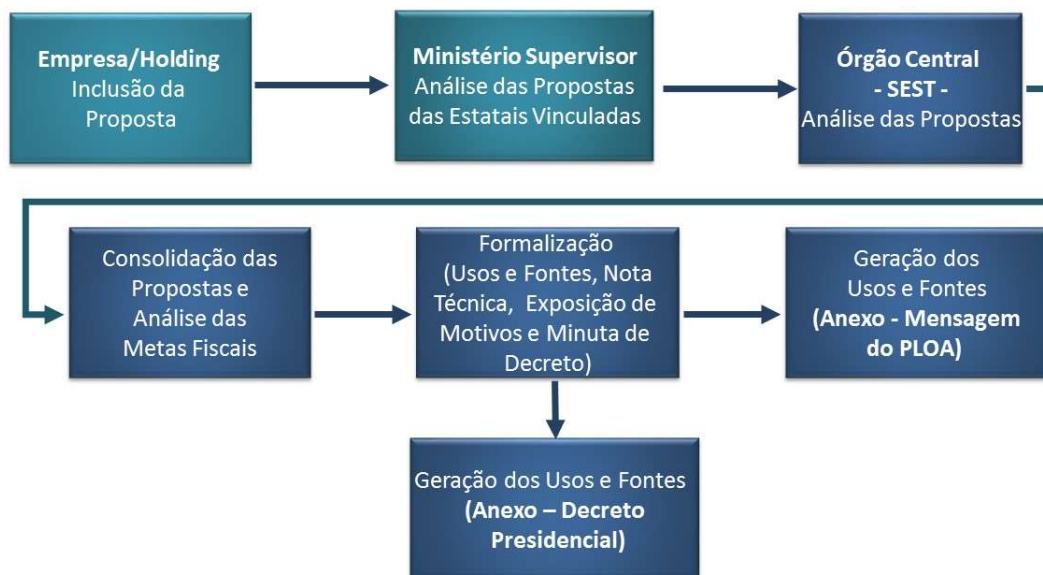 Empresa/Holding
Inclusão da
Proposta
Ministério Supervisor
Análise das Propostas
das Estatais Vinculadas
Órgão Central
- SEST -
Análise das Propostas
Consolidação das
Propostas e
Análise das
Metas Fiscais
Formalização
(Usos e Fontes, Nota
Técnica, Exposição de
Motivos e Minuta de
Decreto)
Geração dos
Usos e Fontes
(Anexo - Mensagem
do PLOA)
Geração dos Usos e Fontes
(Anexo – Decreto
Presidencial)